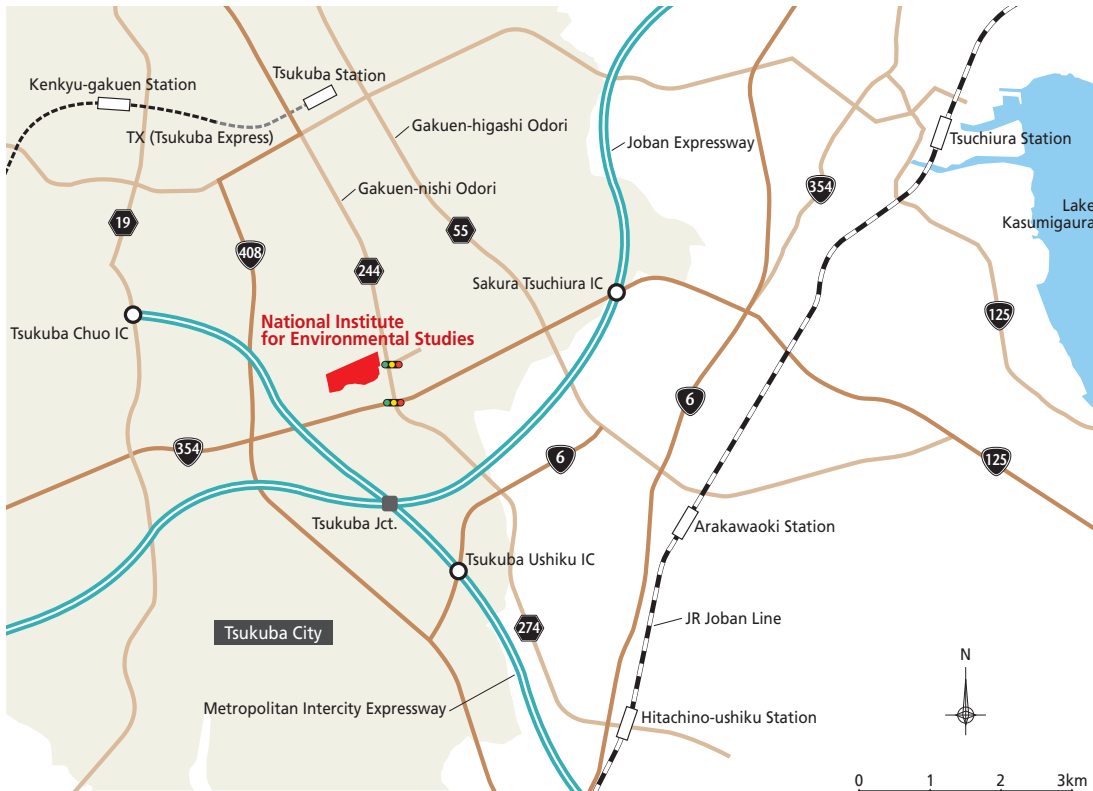 Tsukuba Station
Kenkyu-gakuen Station
Gakuen-higashi Odori
TX (Tsukuba Express)
Joban Expressway
Tsuchiura Station
Gakuen-nishi Odori
354
Lake
Kasumigaura
19
55
408
244
Sakura Tsuchiura IC
125
Tsukuba Chuo IC
National Institute
for Environmental Studies
6
354
6
125
Tsukuba Jct.
Arakawaoki Station
Tsukuba Ushiku IC
JR Joban Line
274
Tsukuba City
N
Metropolitan Intercity Expressway
Hitachino-ushiku Station
0 1 2 3km